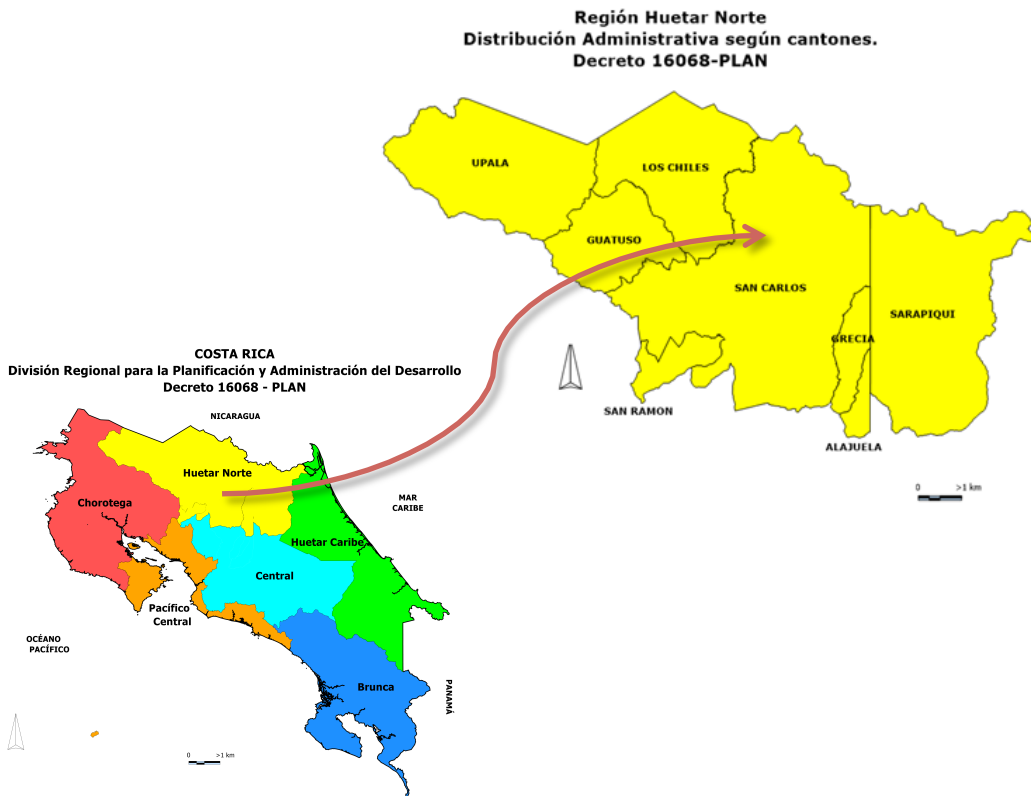 Región Huetar Norte
Distribución Administrativa según cantones.
Decreto 16068-PLAN
UPALA
LOS CHILES
GUATUSO
SAN CARLOS
SARAPIQUI
GRECIA
SAN RAMON
ALAJUELA
0 >1 km
COSTA RICA
División Regional para la Planificación y Administración del Desarrollo
Decreto 16068 - PLAN
NICARAGUA
Huetar Norte
Chorotega
MAR
CARIBE
Huetar Caribe
Central
Pacífico
Central
OCÉANO
PACÍFICO
Brunca
PANAMÁ
0 >1 km